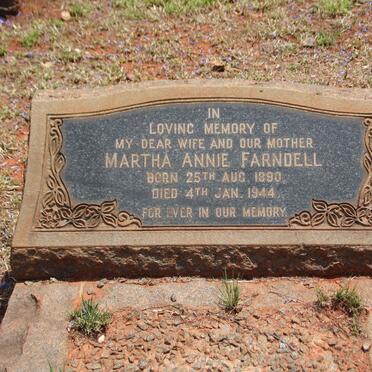 IN
LOVING MEMORY OF
MY DEAR WIFE AND OUR MOTHER
MARTHA ANNIE FARNDELL
BORN 25TH AUG. 1890.
DIED 4TH JAN. 1944.
FOR EVER IN OUR MEMORY.